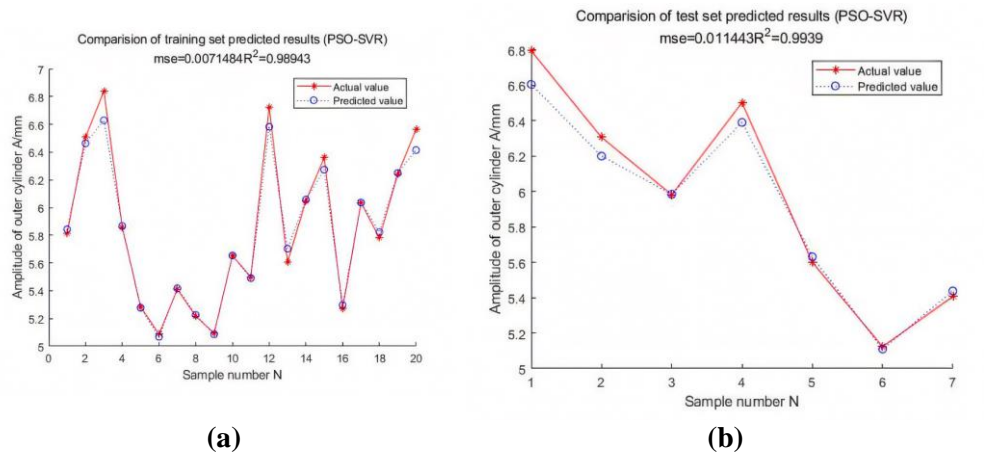 Comparision of training set predicted results (PSO-SVR)
mse=0.0071484R²=0.98943
Actual value
Predicted value
Amplitude of outer cylinder A/mm
7
6.8
6.6
6.4
6.2
6
5.8
5.6
5.4
5.2
5
0 2 4 6 8 10 12 14 16 18 20
Sample number N
(a)
Comparision of test set predicted results (PSO-SVR)
mse=0.011443R²=0.9939
Actual value
Predicted value
Amplitude of outer cylinder A/mm
6.8
6.6
6.4
6.2
6
5.8
5.6
5.4
5.2
5
1 2 3 4 5 6 7
Sample number N
(b)